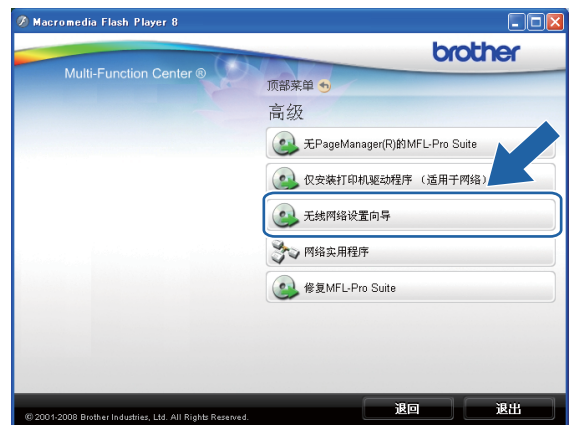 Macromedia Flash Player 8
brother
Multi-Function Center ®
顶部菜单
高级
无PageManager(R)的MFL-Pro Suite
仅安装打印机驱动程序 （适用于网络）
无线网络设置向导
网络实用程序
修复MFL-Pro Suite
退回
退出
© 2001-2008 Brother Industries, Ltd. All Rights Reserved.